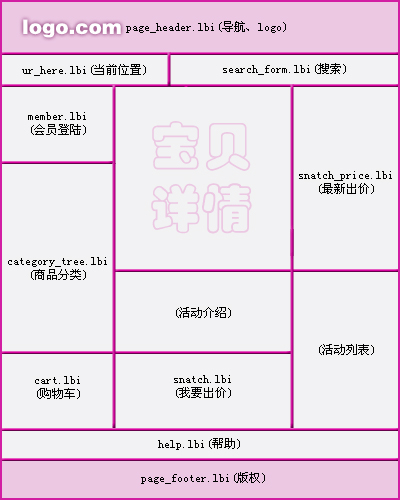 logo.com
page_header.lbi(导航、logo)
ur_here.lbi(当前位置)
search_form.lbi(搜索)
member.lbi
(会员登陆)
宝贝
详情
snatch_price.lbi
(最新出价)
category_tree.lbi
(商品分类)
(活动介绍)
(活动列表)
cart.lbi
(购物车)
snatch.lbi
(我要出价)
help.lbi(帮助)
page_footer.lbi(版权)